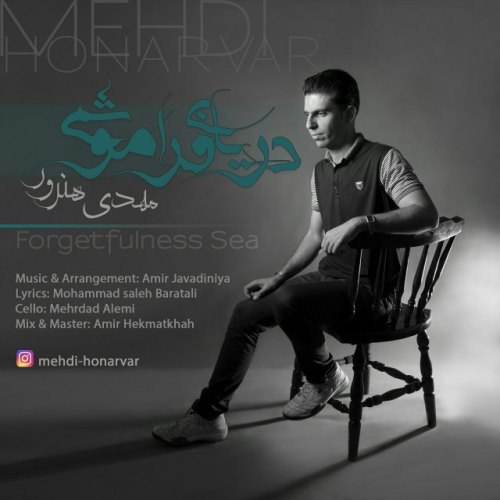 MEHDI
HONARVAR
دریای فراموشی
مهدی هنرور
Forgetfulness Sea
Music & Arrangement: Amir Javadiniya
Lyrics: Mohammad saleh Baratali
Cello: Mehrdad Alemi
Mix & Master: Amir Hekmatkhah
mehdi-honarvar